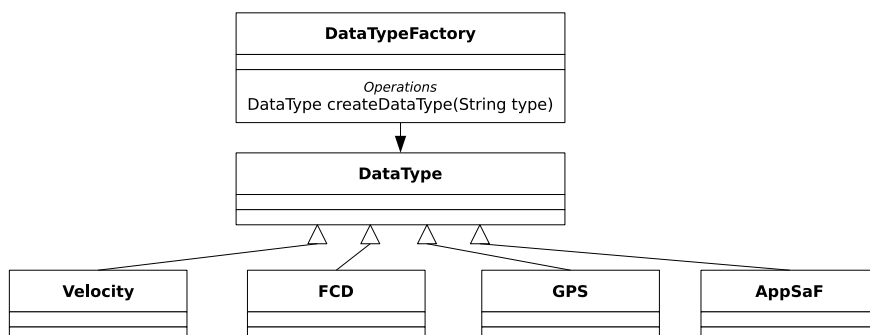 DataTypeFactory
Operations
DataType createDataType(String type)
DataType
Velocity
FCD
GPS
AppSaF